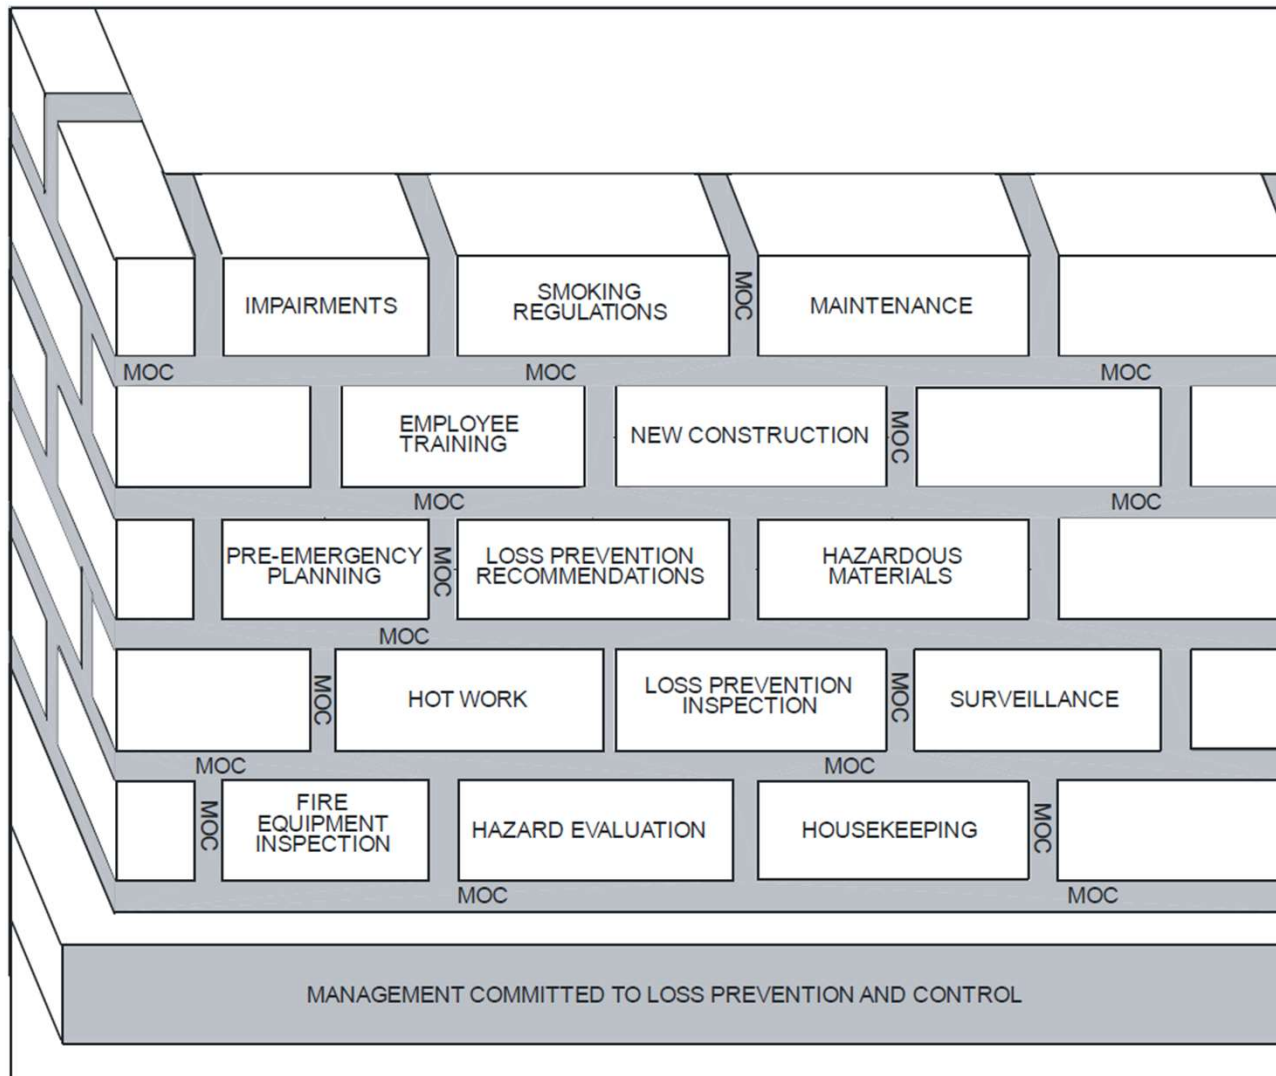 IMPAIRMENTS
SMOKING
REGULATIONS
MOC
MAINTENANCE
MOC
MOC
MOC
EMPLOYEE
TRAINING
NEW CONSTRUCTION
MOC
MOC
MOC
PRE-EMERGENCY
PLANNING
MOC
LOSS PREVENTION
RECOMMENDATIONS
HAZARDOUS
MATERIALS
MOC
MOC
HOT WORK
LOSS PREVENTION
INSPECTION
MOC
SURVEILLANCE
MOC
MOC
MOC
FIRE
EQUIPMENT
INSPECTION
HAZARD EVALUATION
HOUSEKEEPING
MOC
MOC
MOC
MANAGEMENT COMMITTED TO LOSS PREVENTION AND CONTROL